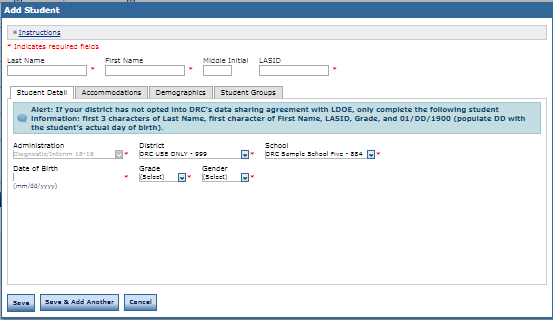 Add Student
Instructions
* Indicates required fields
Last Name First Name Middle Initial LASID
* * *
Student Detail Accommodations Demographics Student Groups
Alert: If your district has not opted into DRC's data sharing agreement with LDOE, only complete the following student
information: first 3 characters of Last Name, first character of First Name, LASID, Grade, and 01/DD/1900 (populate DD with
the student's actual day of birth).
Administration District School
Diagnostic/Interim 18-19 * DRC USE ONLY - 999 * DRC Sample School Five - 884 *
Date of Birth Grade Gender
* (Select) * (Select) *
(mm/dd/yyyy)
Save Save & Add Another Cancel